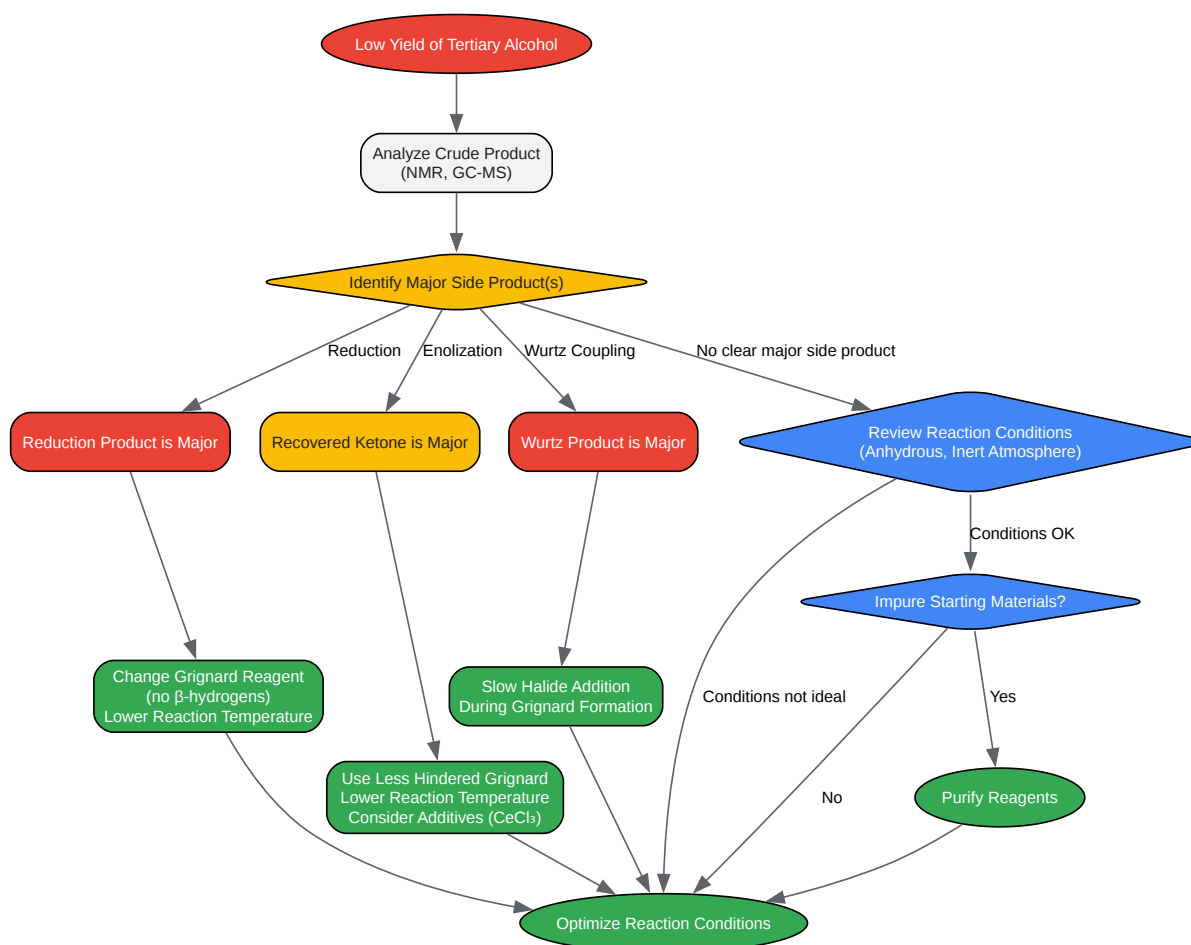 Low Yield of Tertiary Alcohol
Analyze Crude Product
(NMR, GC-MS)
Identify Major Side Product(s)
Reduction
Enolization
Wurtz Coupling
No clear major side product
Reduction Product is Major
Recovered Ketone is Major
Wurtz Product is Major
Review Reaction Conditions
(Anhydrous, Inert Atmosphere)
Conditions OK
Impure Starting Materials?
Change Grignard Reagent
(no β-hydrogens)
Lower Reaction Temperature
Slow Halide Addition
During Grignard Formation
Conditions not ideal
Yes
Use Less Hindered Grignard
Lower Reaction Temperature
Consider Additives (CeCl₃)
No
Purify Reagents
Optimize Reaction Conditions